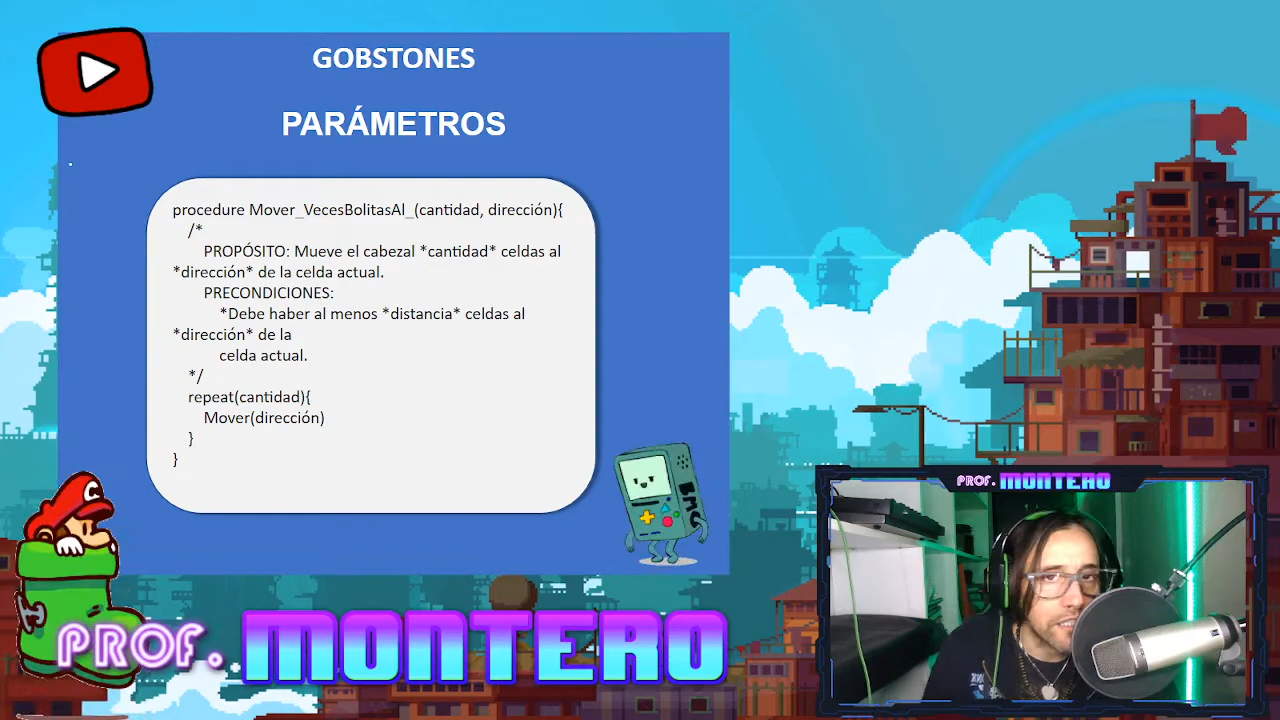 GOBSTONES
PARÁMETROS
procedure Mover_VecesBolitasAl_(cantidad, dirección){
/*
PROPÓSITO: Mueve el cabezal *cantidad* celdas al
*dirección* de la celda actual.
PRECONDICIONES:
*Debe haber al menos *distancia* celdas al
*dirección* de la
celda actual.
*/
repeat(cantidad){
Mover(dirección)
}
}
BMO
C
PROF. MONTERO
PROF. MONTERO